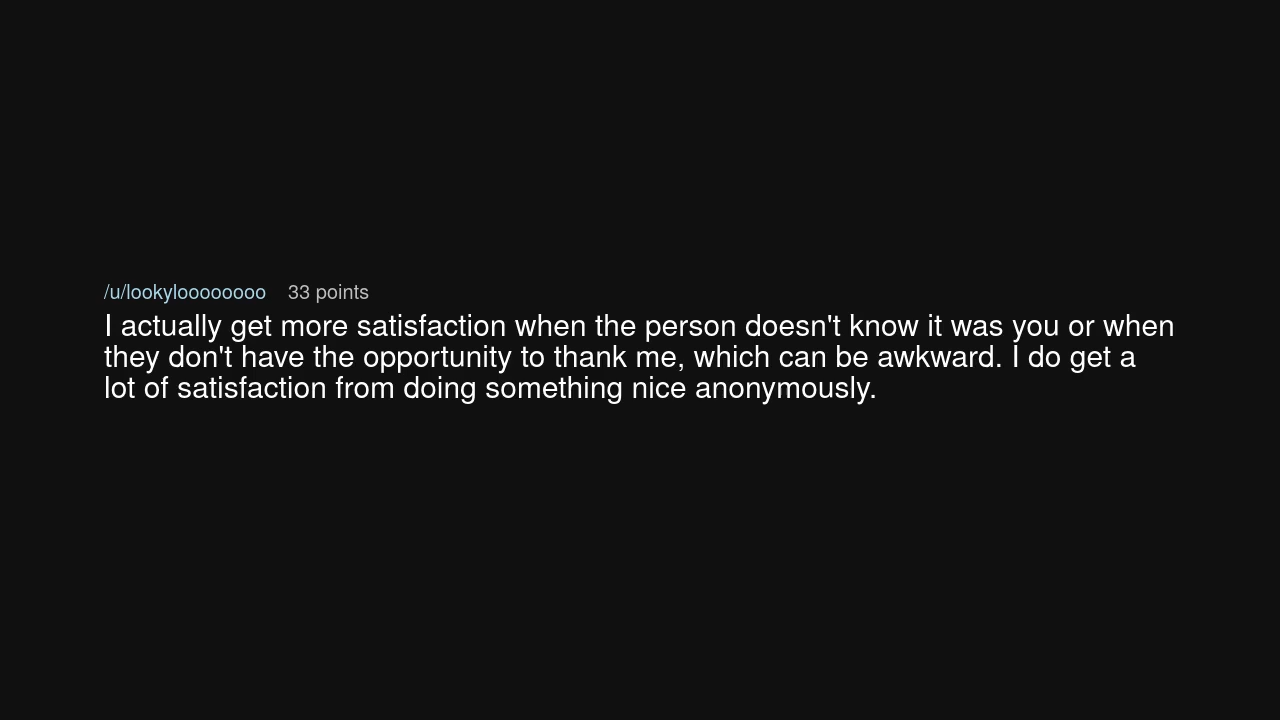 /u/lookyloooooooo 33 points
I actually get more satisfaction when the person doesn't know it was you or when
they don't have the opportunity to thank me, which can be awkward. I do get a
lot of satisfaction from doing something nice anonymously.